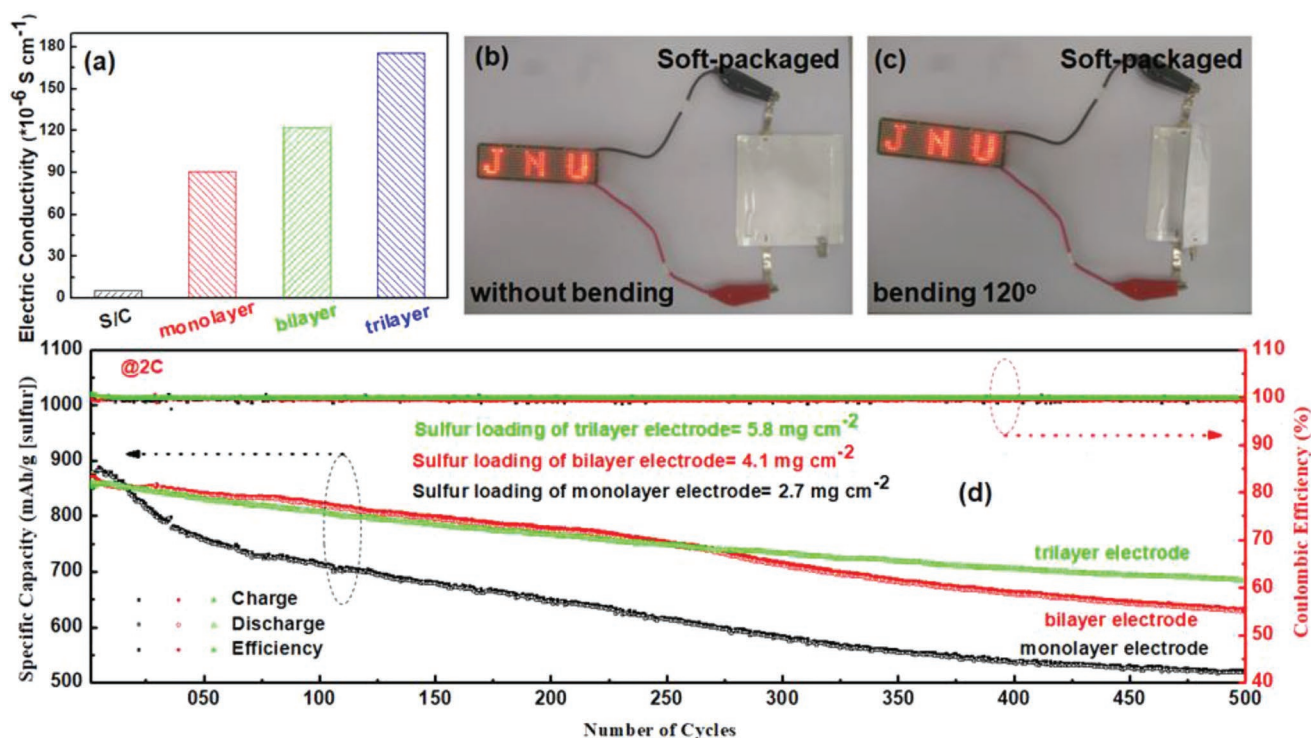 (a)
Electric Conductivity (*10⁻⁶ S cm⁻¹)
180
150
120
90
60
30
0
S/C
monolayer
bilayer
trilayer
(b)
Soft-packaged
JNU
without bending
(c)
Soft-packaged
JNU
bending 120°
1100
1000
900
800
700
600
500
Specific Capacity (mAh/g [sulfur])
@2C
Sulfur loading of trilayer electrode= 5.8 mg cm⁻²
Sulfur loading of bilayer electrode= 4.1 mg cm⁻²
Sulfur loading of monolayer electrode= 2.7 mg cm⁻²
(d)
trilayer electrode
bilayer electrode
monolayer electrode
Charge
Discharge
Efficiency
110
100
90
80
70
60
50
40
Coulombic Efficiency (%)
050 100 150 200 250 300 350 400 450 500
Number of Cycles